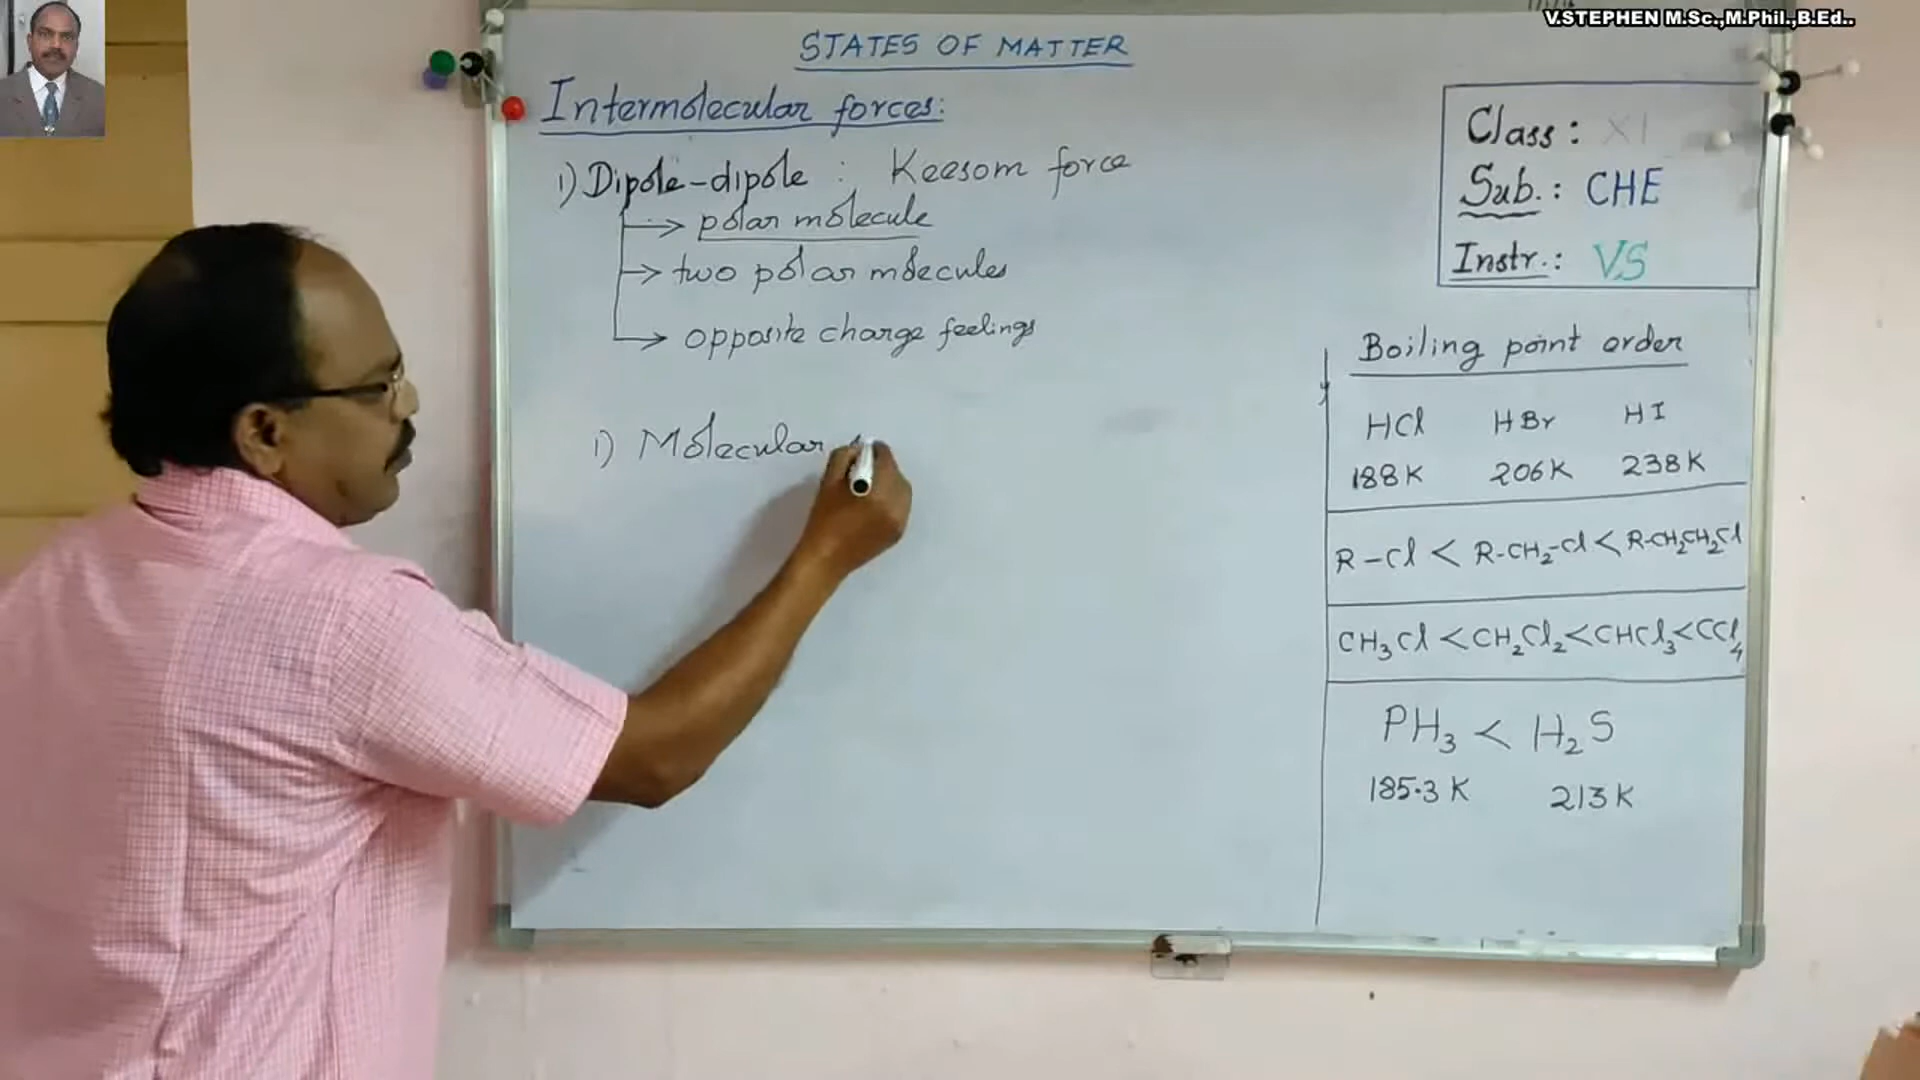 V.STEPHEN M.Sc.,M.Phil.,B.Ed..
STATES OF MATTER
Intermolecular forces:
1) Dipole-dipole : Keesom force
→ polar molecule
→ two polar molecules
→ opposite charge feelings
1) Molecular
Class : XI
Sub. : CHE
Instr. : VS
Boiling point order
HCl HBr HI
188K 206K 238K
R-Cl < R-CH₂-Cl < R-CH₂CH₂Cl
CH₃Cl < CH₂Cl₂ < CHCl₃ < CCl₄
PH₃ < H₂S
185.3 K 213K